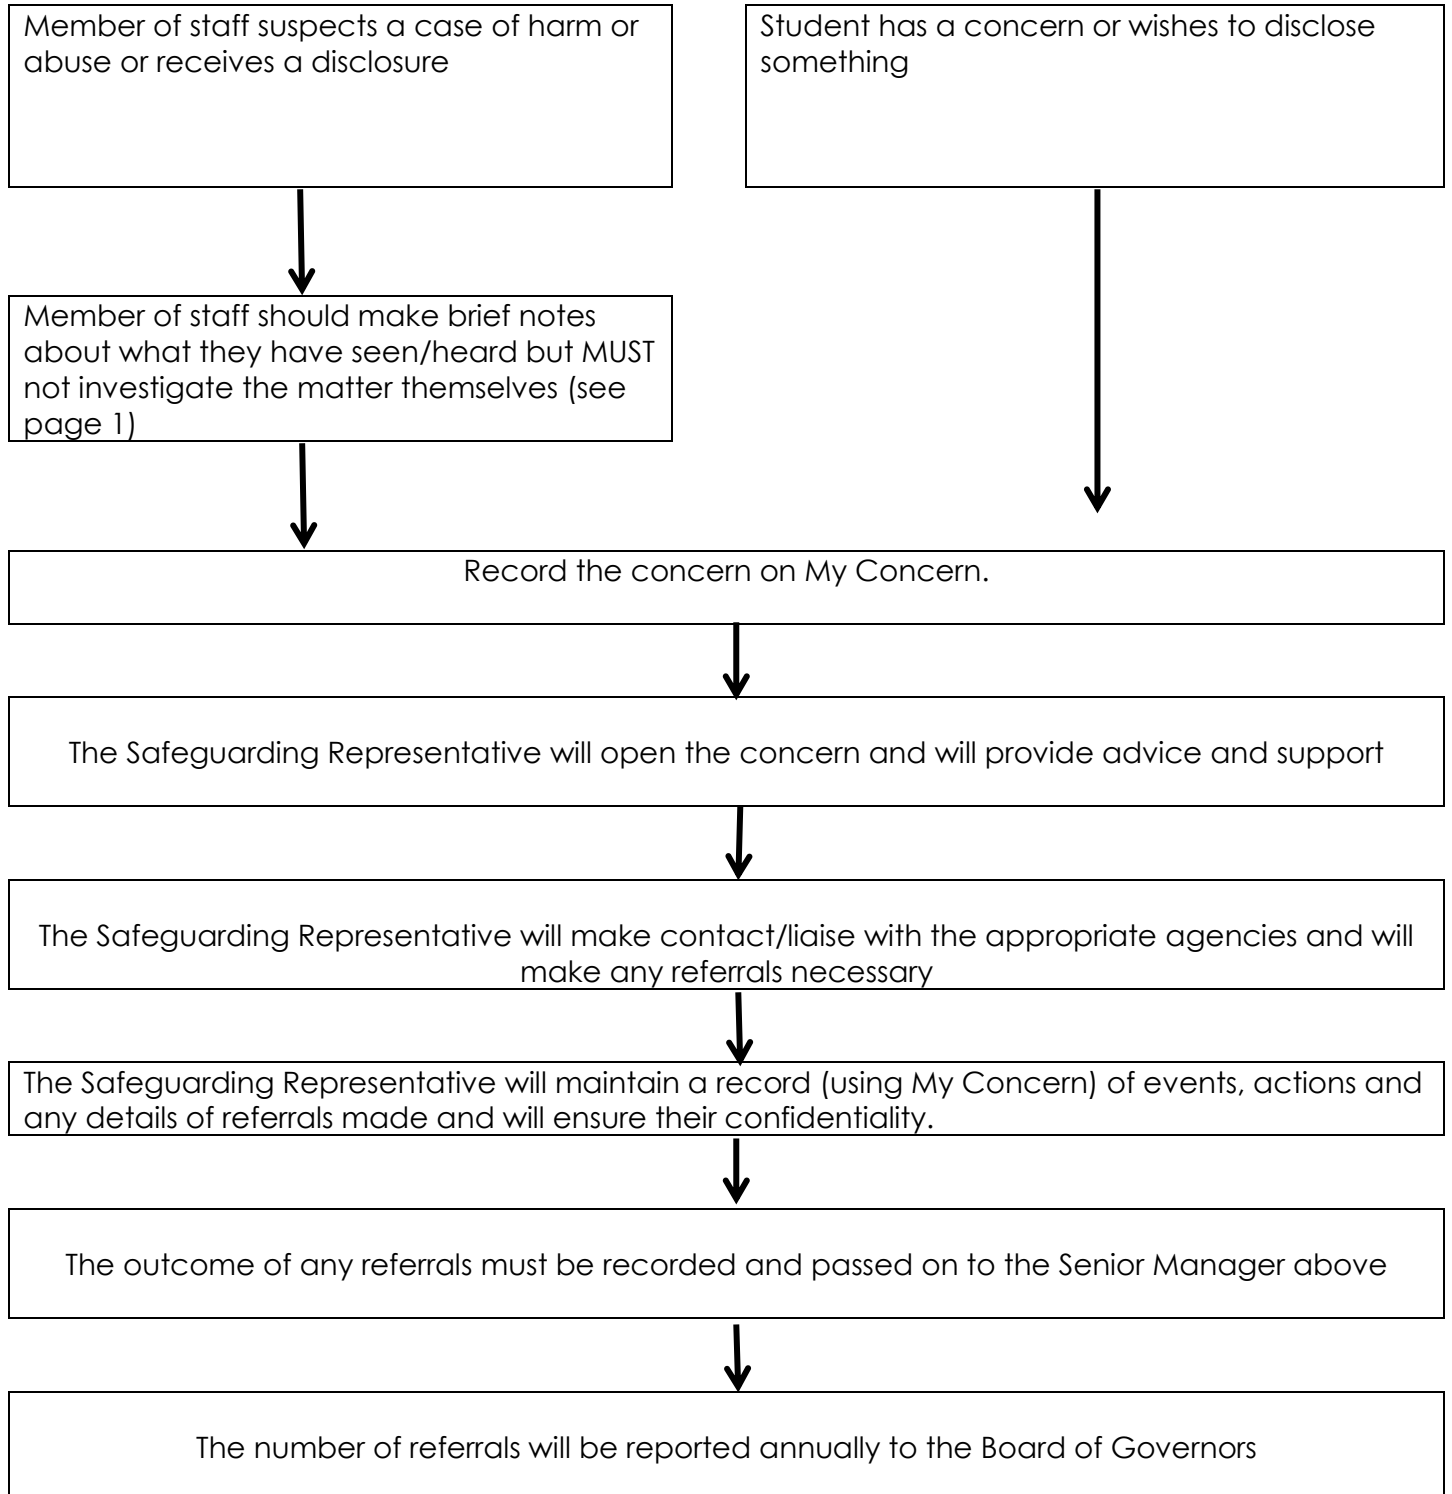 Member of staff suspects a case of harm or
abuse or receives a disclosure
Student has a concern or wishes to disclose
something
Member of staff should make brief notes
about what they have seen/heard but MUST
not investigate the matter themselves (see
page 1)
Record the concern on My Concern.
The Safeguarding Representative will open the concern and will provide advice and support
The Safeguarding Representative will make contact/liaise with the appropriate agencies and will
make any referrals necessary
The Safeguarding Representative will maintain a record (using My Concern) of events, actions and
any details of referrals made and will ensure their confidentiality.
The outcome of any referrals must be recorded and passed on to the Senior Manager above
The number of referrals will be reported annually to the Board of Governors